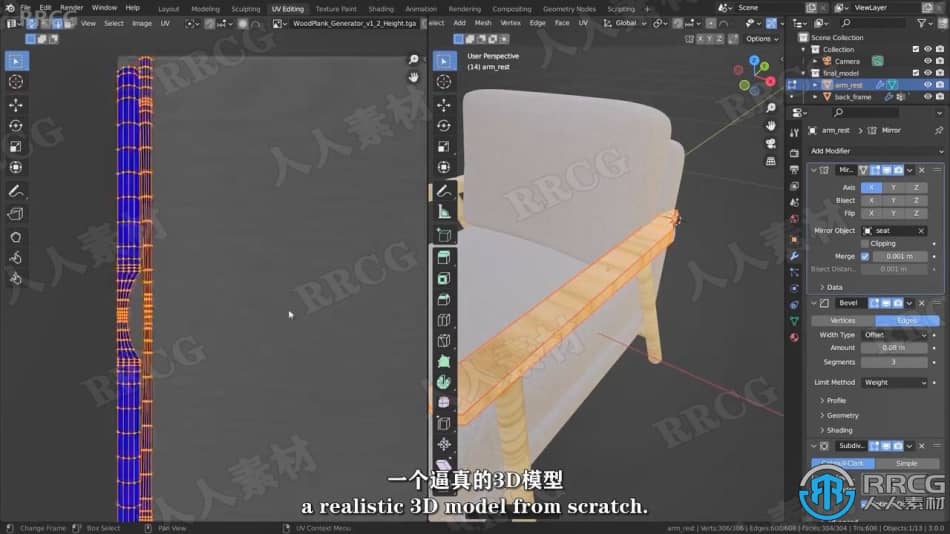 File Edit Render Window Help Layout Modeling Sculpting UV Editing Texture Paint Shading Animation Rendering Compositing Geometry Nodes Scripting + Scene ViewLayer
View Select Image UV WoodPlank_Generator_v1_2_Height.tga
Select Add Mesh Vertex Edge Face UV Global
X Y Z Options
User Perspective
(14) arm_rest
Scene Collection
Collection
Camera
final_model
arm_rest
back_frame
arm_rest > Mirror
Add Modifier
Mir...
Axis X Y Z
Bisect X Y Z
Flip X Y Z
Mirror Object seat
Clipping
Merge 0.001 m
Bisect Distan... 0.001 m
Data
Bevel
Vertices Edges
Width Type Offset
Amount 0.08 m
Segments 3
Limit Method Weight
Profile
Geometry
Shading
Subdiv...
Catmull-Clark Simple
一个逼真的3D模型
a realistic 3D model from scratch.
RRCG
人人素材
Change Frame Box Select Pan View UV Context Menu
arm_rest | Verts:306/306 | Edges:608/608 | Faces:304/304 | Tris:608 | Objects:1/13 | 3.0.0